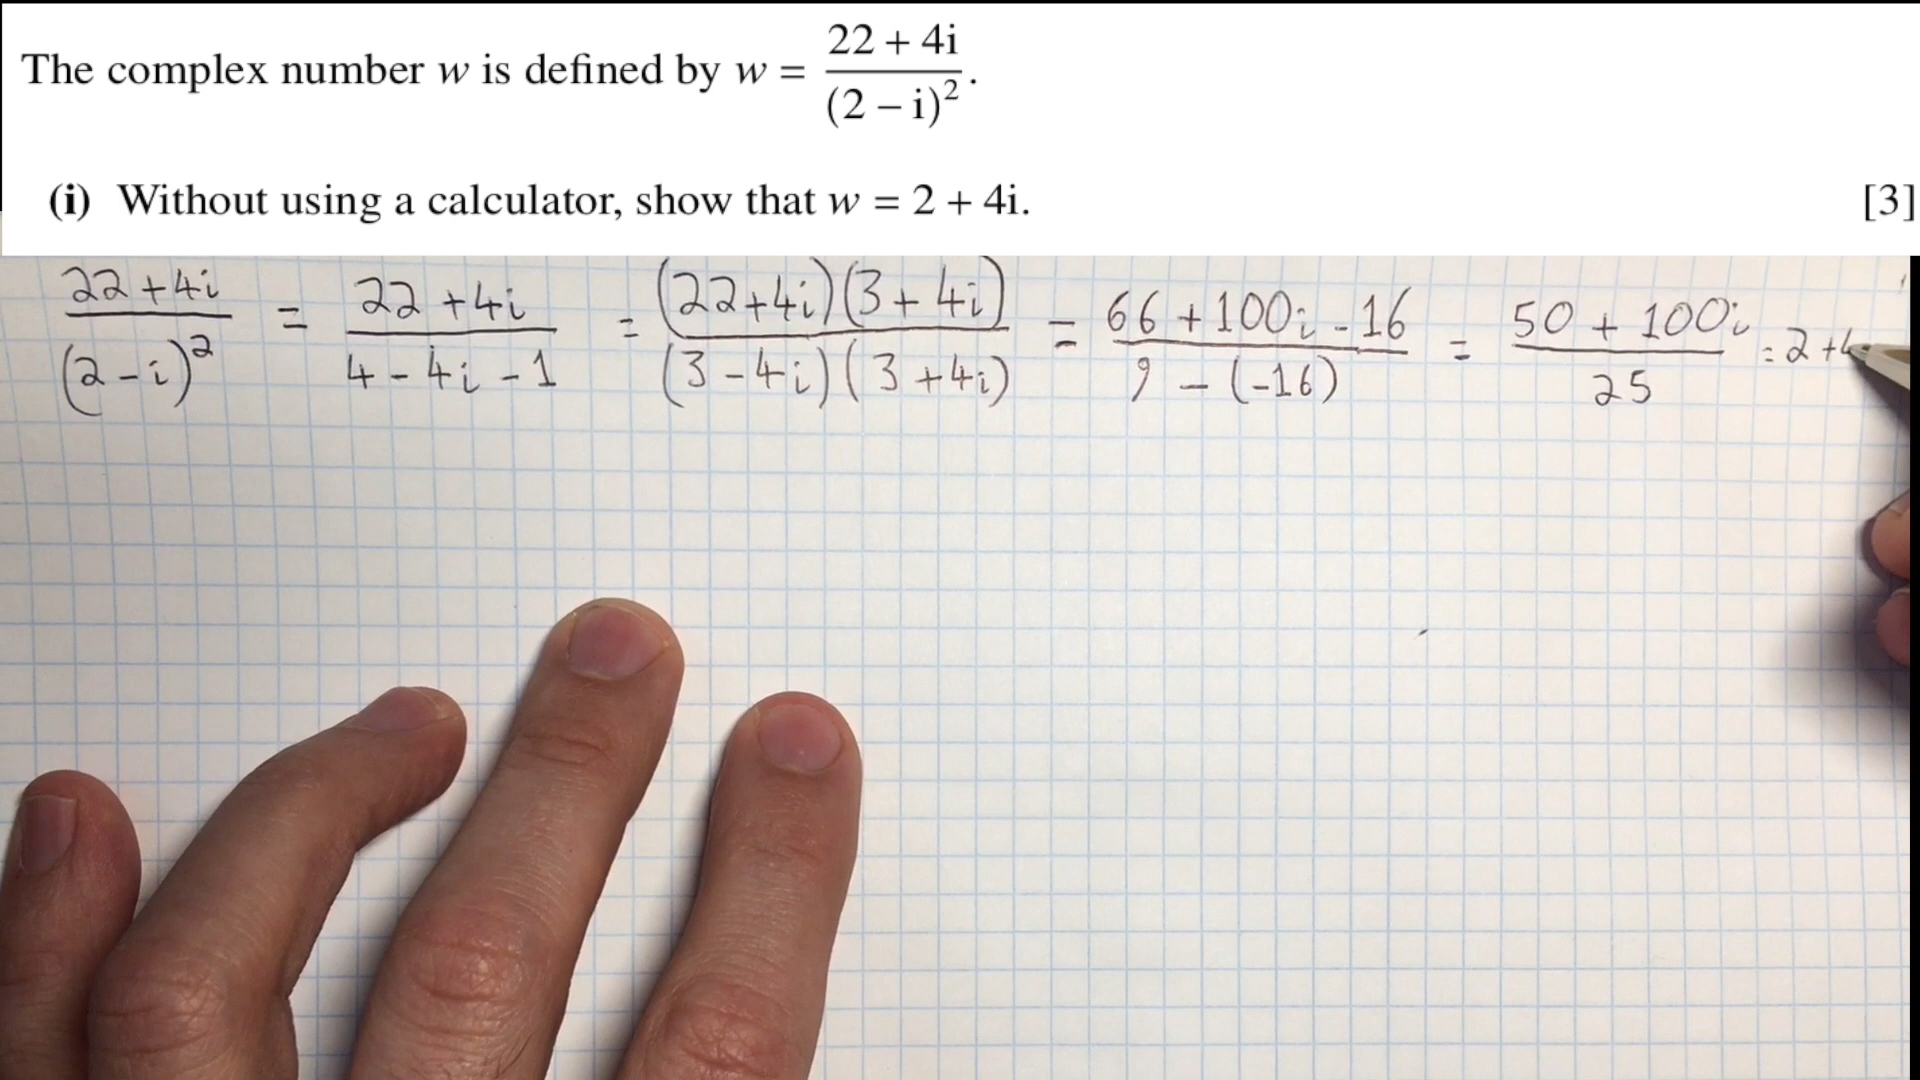 The complex number w is defined by w = (22 + 4i)/(2 − i)².
(i) Without using a calculator, show that w = 2 + 4i. [3]
(22+4i)/(2-i)² = (22+4i)/(4-4i-1) = ((22+4i)(3+4i))/((3-4i)(3+4i)) = (66+100i-16)/(9-(-16)) = (50+100i)/25 = 2+4